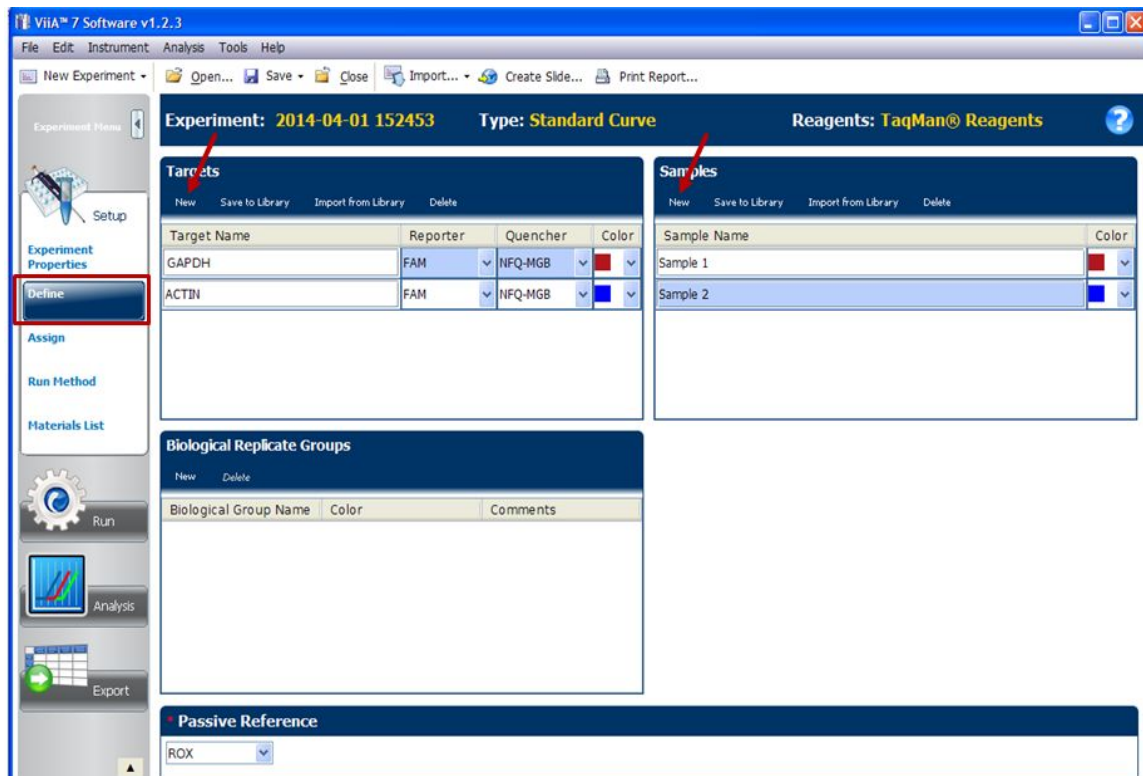 ViiA™ 7 Software v1.2.3
File Edit Instrument Analysis Tools Help
New Experiment Open... Save Close Import... Create Slide... Print Report...
Experiment Menu
Experiment: 2014-04-01 152453 Type: Standard Curve Reagents: TaqMan® Reagents ?
Setup
Experiment
Properties
Define
Assign
Run Method
Materials List
Run
Analysis
Export
Targets
New Save to Library Import from Library Delete
Target Name Reporter Quencher Color
GAPDH FAM NFQ-MGB
ACTIN FAM NFQ-MGB
Samples
New Save to Library Import from Library Delete
Sample Name Color
Sample 1
Sample 2
Biological Replicate Groups
New Delete
Biological Group Name Color Comments
* Passive Reference
ROX